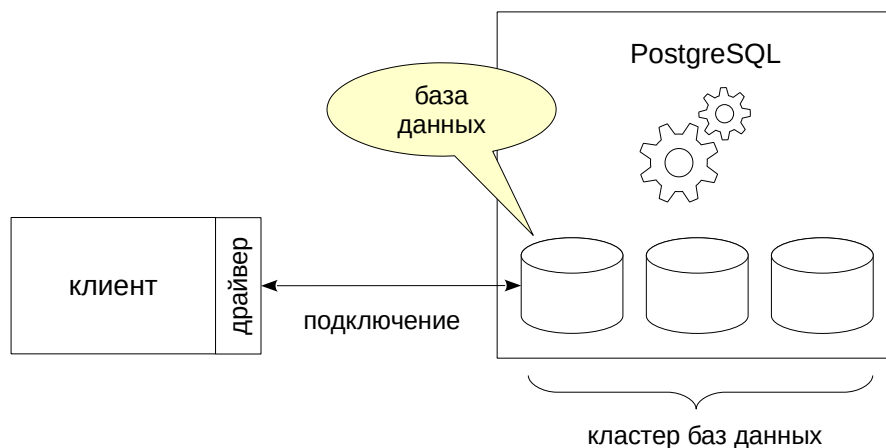 PostgreSQL
база
данных
клиент
драйвер
подключение
кластер баз данных